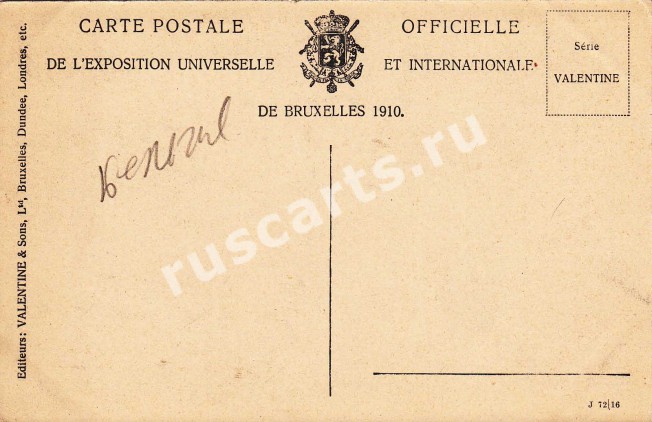 CARTE POSTALE OFFICIELLE
DE L'EXPOSITION UNIVERSELLE ET INTERNATIONALE
DE BRUXELLES 1910.
Série
VALENTINE
Editeurs: VALENTINE & Sons, Ltd, Bruxelles, Dundee, Londres, etc.
ruscarts.ru
J 72/16